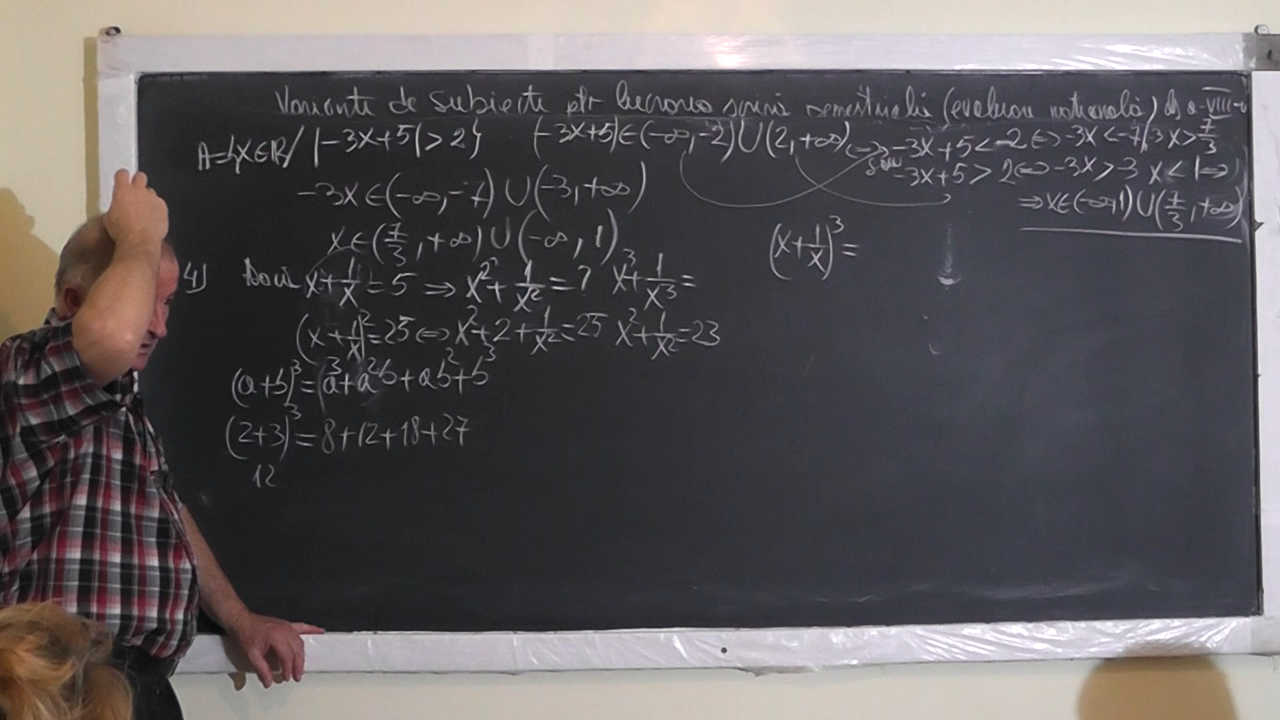 Variante de Subiecte ptr lucrarea scrisă semestrială (evaluare națională) cls a-VIII-a
A={x∈R/ |-3x+5|>2} (-3x+5)∈(-∞,-2)∪(2,+∞) ⇔ -3x+5<-2 ⇔ -3x<-7, 3x>7/3
sau -3x+5>2 ⇔ -3x>-3 x<1 ⇒
-3x∈(-∞,-7)∪(-3,+∞) ⇒ x∈(-∞,1)∪(7/3,+∞)
x∈(7/3,+∞)∪(-∞,1) (x+1/x)³=
4) Dacă x+1/x=5 ⇒ x²+1/x²=? x³+1/x³=
(x+1/x)²=25 ⇔ x²+2+1/x²=25 x²+1/x²=23
(a+b)³=(a³+a²b+ab²+b³
(2+3)³=8+12+18+27
12